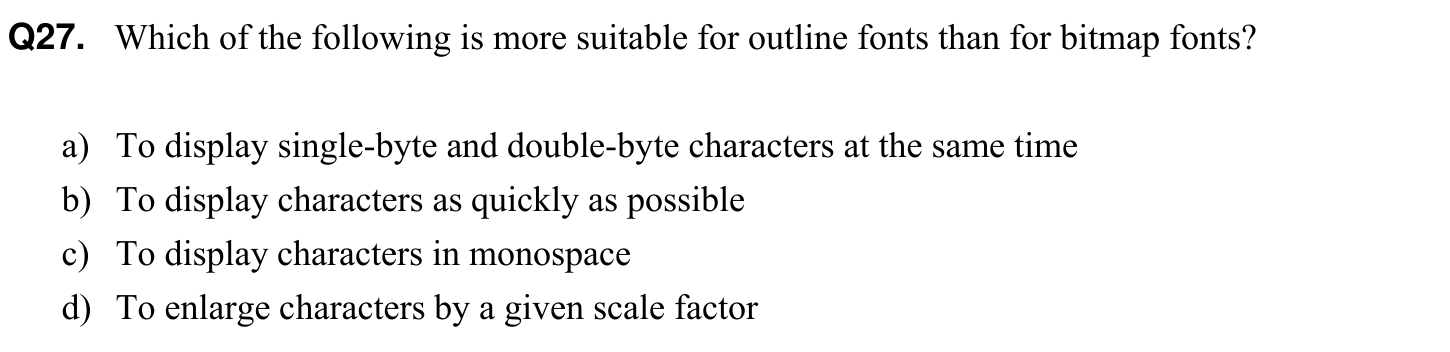 Q27. Which of the following is more suitable for outline fonts than for bitmap fonts?
a) To display single-byte and double-byte characters at the same time
b) To display characters as quickly as possible
c) To display characters in monospace
d) To enlarge characters by a given scale factor